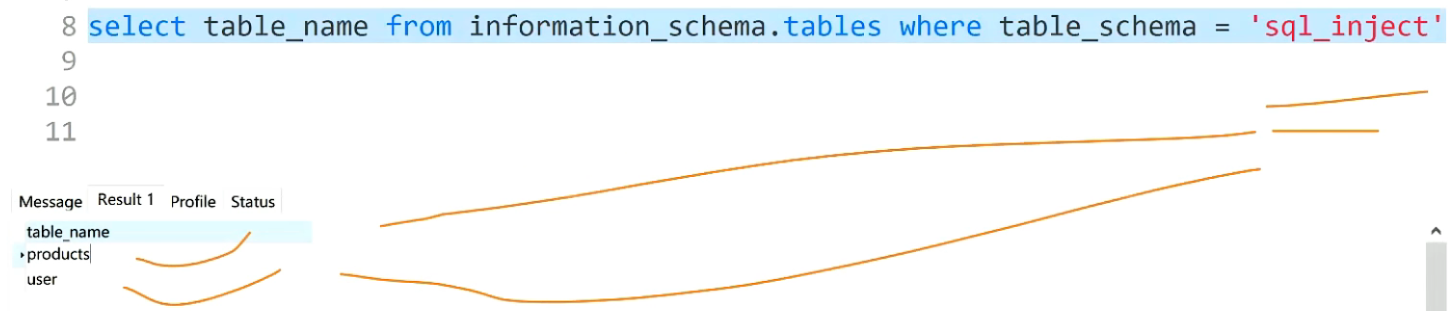 8 select table_name from information_schema.tables where table_schema = 'sql_inject'
9
10
11
Message Result 1 Profile Status
table_name
products
user